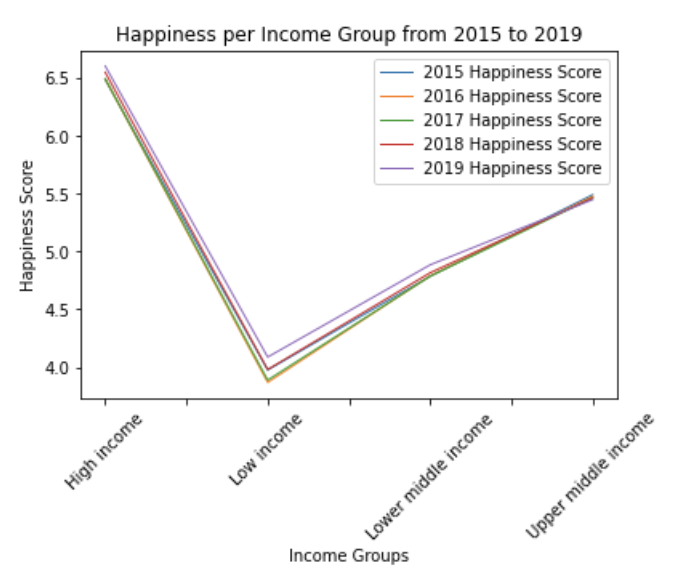 Happiness per Income Group from 2015 to 2019
2015 Happiness Score
2016 Happiness Score
2017 Happiness Score
2018 Happiness Score
2019 Happiness Score
Happiness Score
6.5
6.0
5.5
5.0
4.5
4.0
High income
Low income
Lower middle income
Upper middle income
Income Groups